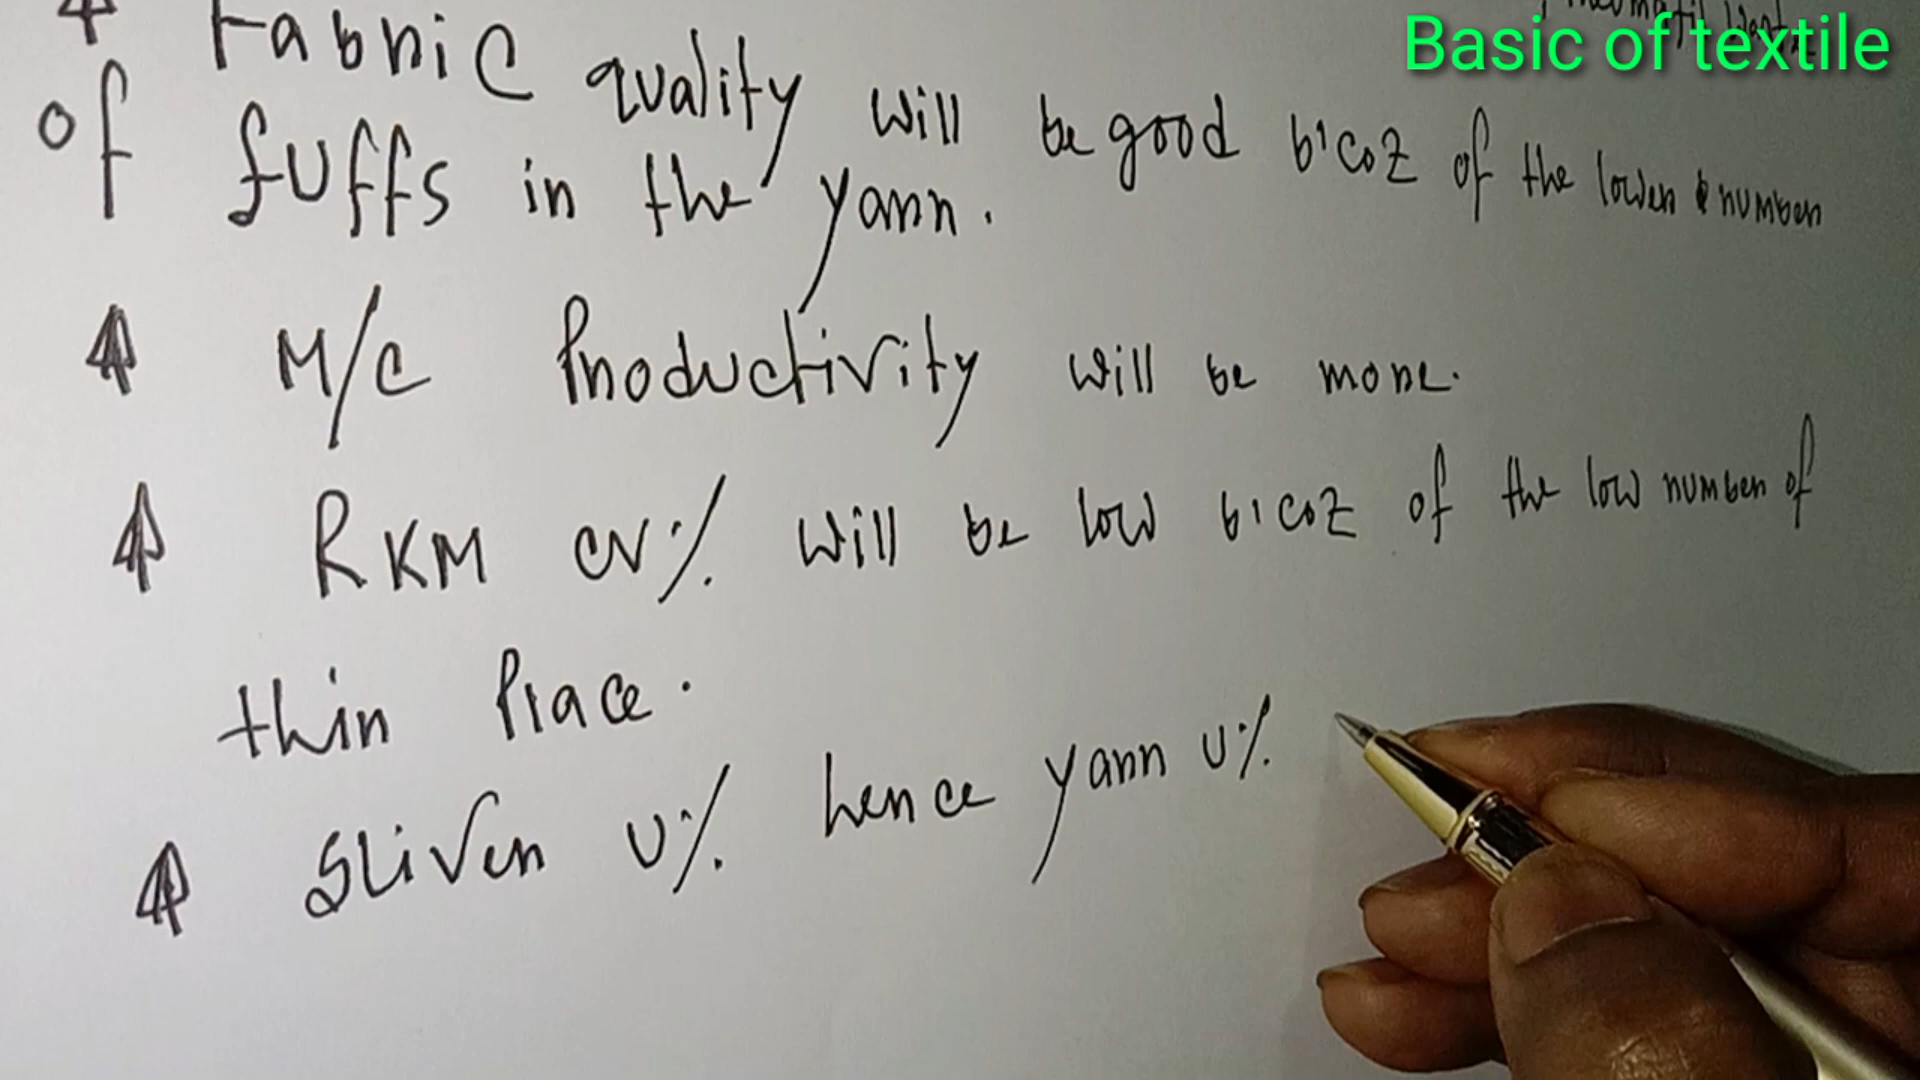 Basic of textile
Fabric quality will be good b'coz of the lower number
of fuffs in the yarn.
M/C Productivity will be more.
RKM CV% will be low b'coz of the low number of
thin Place.
Sliver U% hence yarn U%